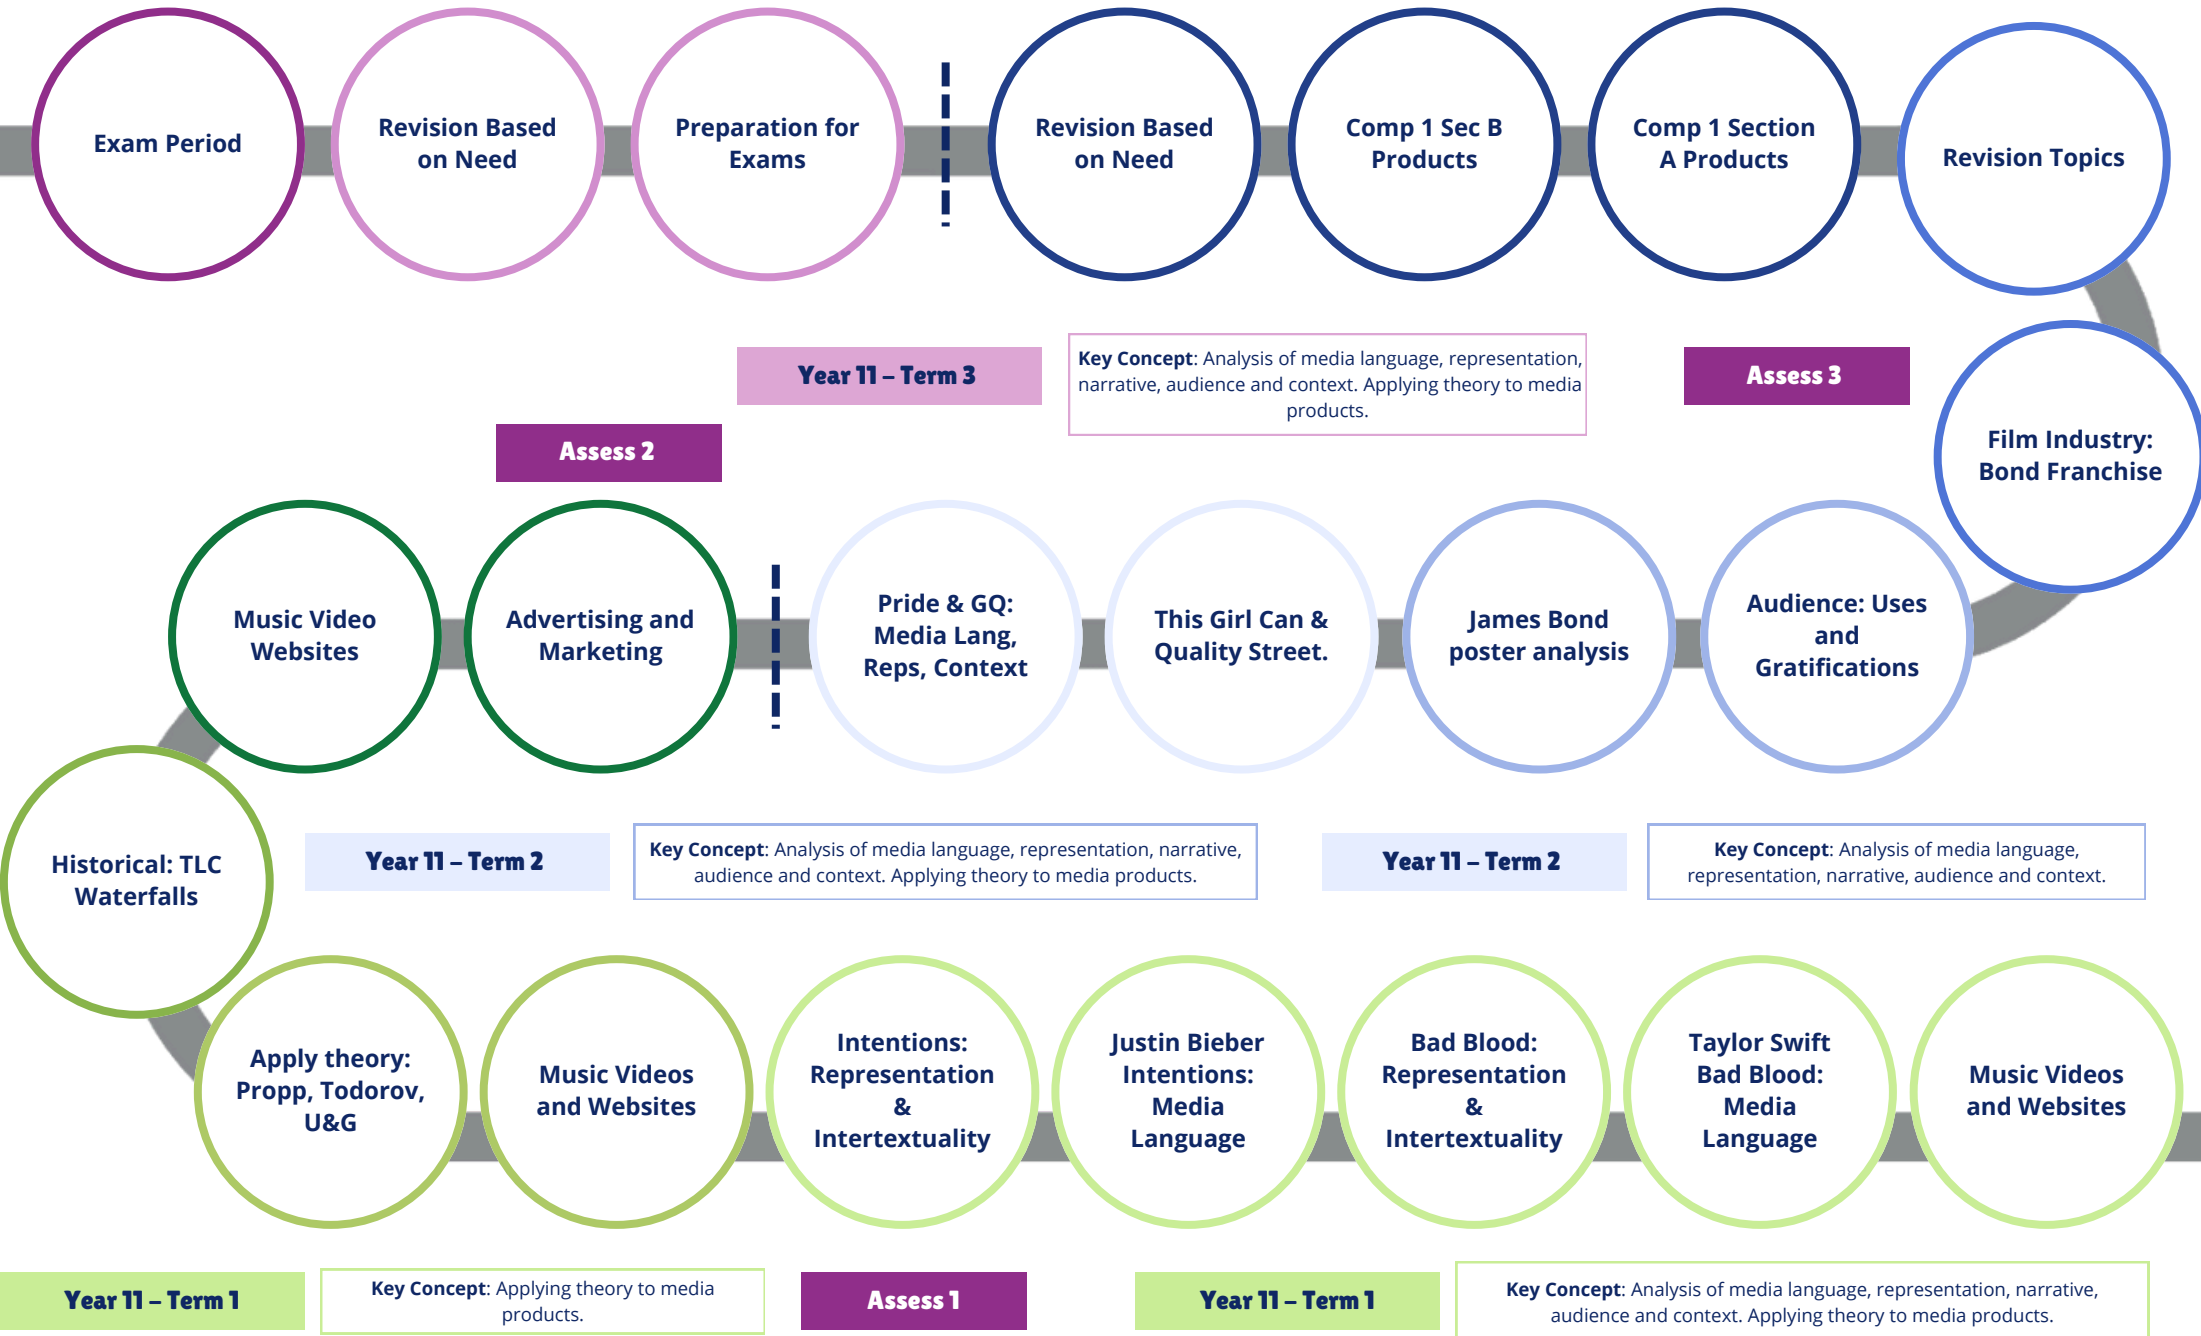 Exam Period
Revision Based
on Need
Preparation for
Exams
Revision Based
on Need
Comp 1 Sec B
Products
Comp 1 Section
A Products
Revision Topics
Year 11 – Term 3
Key Concept: Analysis of media language, representation,
narrative, audience and context. Applying theory to media
products.
Assess 3
Assess 2
Film Industry:
Bond Franchise
Music Video
Websites
Advertising and
Marketing
Pride & GQ:
Media Lang,
Reps, Context
This Girl Can &
Quality Street.
James Bond
poster analysis
Audience: Uses
and
Gratifications
Historical: TLC
Waterfalls
Year 11 – Term 2
Key Concept: Analysis of media language, representation, narrative,
audience and context. Applying theory to media products.
Year 11 – Term 2
Key Concept: Analysis of media language,
representation, narrative, audience and context.
Apply theory:
Propp, Todorov,
U&G
Music Videos
and Websites
Intentions:
Representation
&
Intertextuality
Justin Bieber
Intentions:
Media
Language
Bad Blood:
Representation
&
Intertextuality
Taylor Swift
Bad Blood:
Media
Language
Music Videos
and Websites
Year 11 – Term 1
Key Concept: Applying theory to media
products.
Assess 1
Year 11 – Term 1
Key Concept: Analysis of media language, representation, narrative,
audience and context. Applying theory to media products.